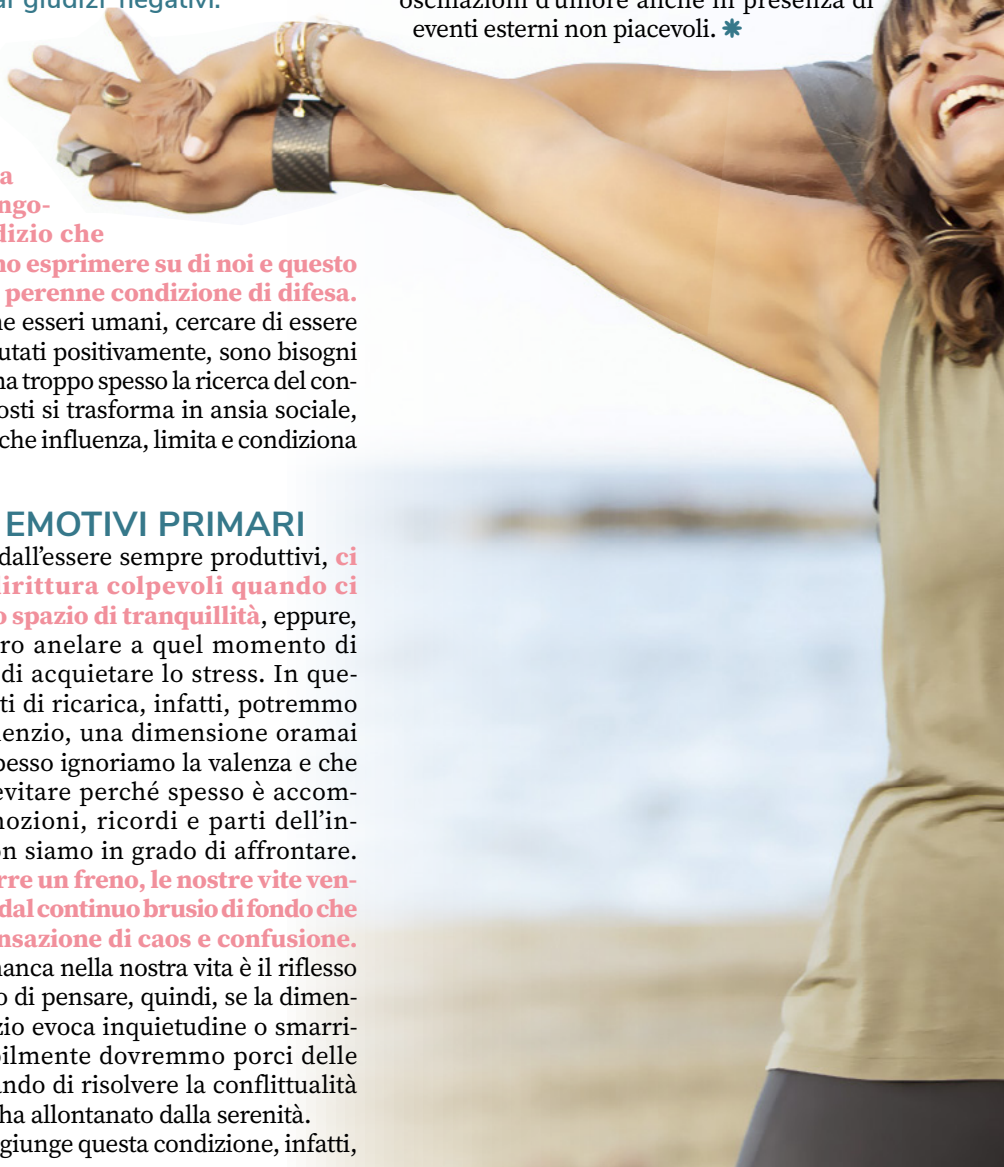 ai giudizi negativi.
a
ngo-
dizio che
no esprimere su di noi e questo
perenne condizione di difesa.
ne esseri umani, cercare di essere
utati positivamente, sono bisogni
ma troppo spesso la ricerca del con-
osti si trasforma in ansia sociale,
che influenza, limita e condiziona
EMOTIVI PRIMARI
dall’essere sempre produttivi, ci
dirittura colpevoli quando ci
o spazio di tranquillità, eppure,
ro anelare a quel momento di
di acquietare lo stress. In que-
ti di ricarica, infatti, potremmo
lenzio, una dimensione oramai
pesso ignoriamo la valenza e che
evitare perché spesso è accom-
mozioni, ricordi e parti dell’in-
on siamo in grado di affrontare.
rre un freno, le nostre vite ven-
dal continuo brusio di fondo che
nsazione di caos e confusione.
manca nella nostra vita è il riflesso
o di pensare, quindi, se la dimen-
zio evoca inquietudine o smarri-
bilmente dovremmo porci delle
ando di risolvere la conflittualità
ha allontanato dalla serenità.
giunge questa condizione, infatti,
oscillazioni d’umore anche in presenza di
eventi esterni non piacevoli. *